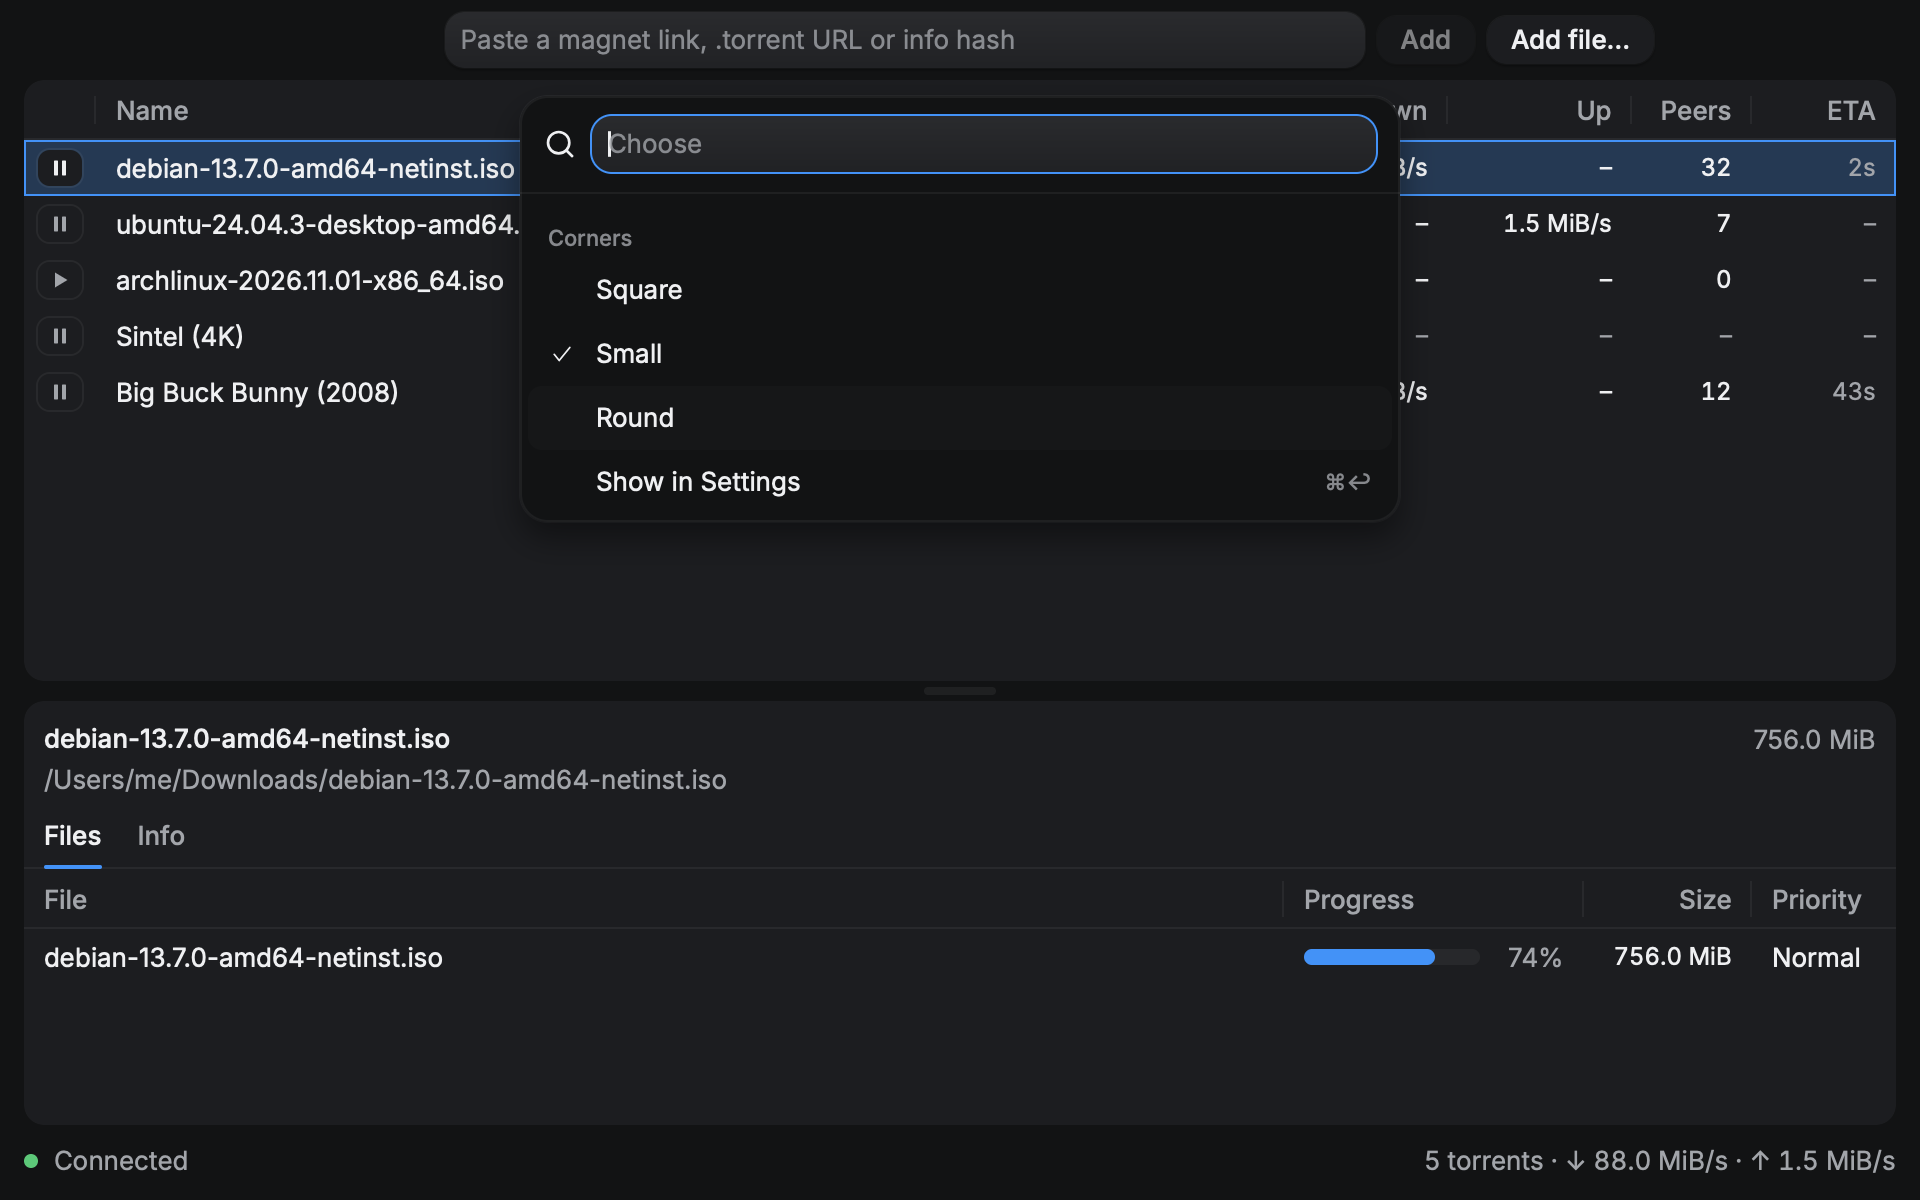 Paste a magnet link, .torrent URL or info hash
Add
Add file...
Name
Up
Peers
ETA
debian-13.7.0-amd64-netinst.iso
–
32
2s
ubuntu-24.04.3-desktop-amd64.
–
1.5 MiB/s
7
–
archlinux-2026.11.01-x86_64.iso
–
–
0
–
Sintel (4K)
–
–
–
–
Big Buck Bunny (2008)
–
12
43s
Choose
Corners
Square
✓ Small
Round
Show in Settings ⌘↩
debian-13.7.0-amd64-netinst.iso
756.0 MiB
/Users/me/Downloads/debian-13.7.0-amd64-netinst.iso
Files Info
File Progress Size Priority
debian-13.7.0-amd64-netinst.iso 74% 756.0 MiB Normal
Connected
5 torrents · ↓ 88.0 MiB/s · ↑ 1.5 MiB/s